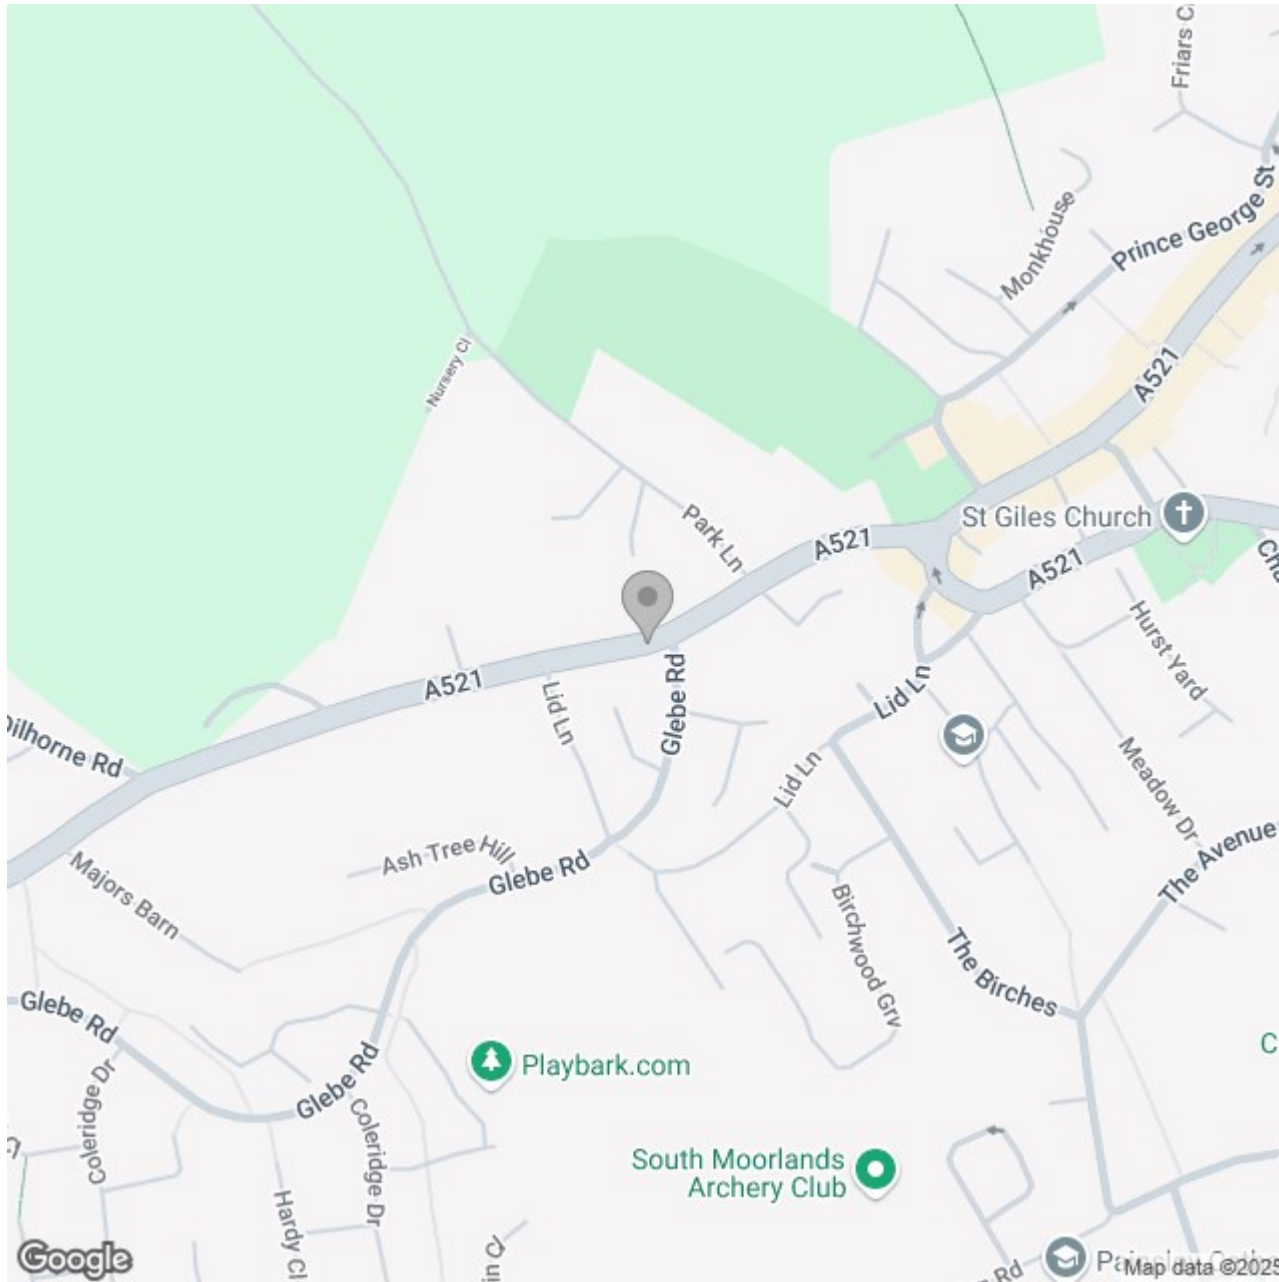 Friars C
Prince George St
Monkhouse
Nursery Cl
A521
Park Ln
St Giles Church
A521
A521
Hurst Yard
A521
Glebe Rd
Lid Ln
Lid Ln
Dilhorne Rd
Meadow Dr
Lid Ln
The Avenue
Ash Tree Hill
Glebe Rd
Majors Barn
Birchwood Grv
The Birches
Glebe Rd
Glebe Rd
Playbark.com
Coleridge Dr
Coleridge Dr
South Moorlands
Archery Club
Hardy Cl
Google
Rd
Map data ©2025